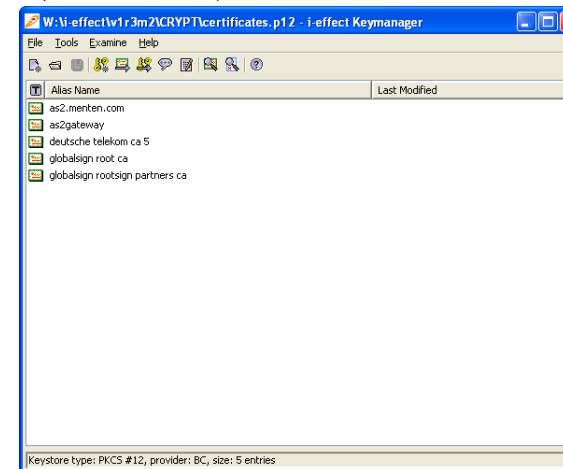 W:\i-effect\v1r3m2\CRYPT\certificates.p12 - i-effect Keymanager
File Tools Examine Help
T Alias Name Last Modified
as2.menten.com
as2gateway
deutsche telekom ca 5
globalsign root ca
globalsign rootsign partners ca
Keystore type: PKCS #12, provider: BC, size: 5 entries